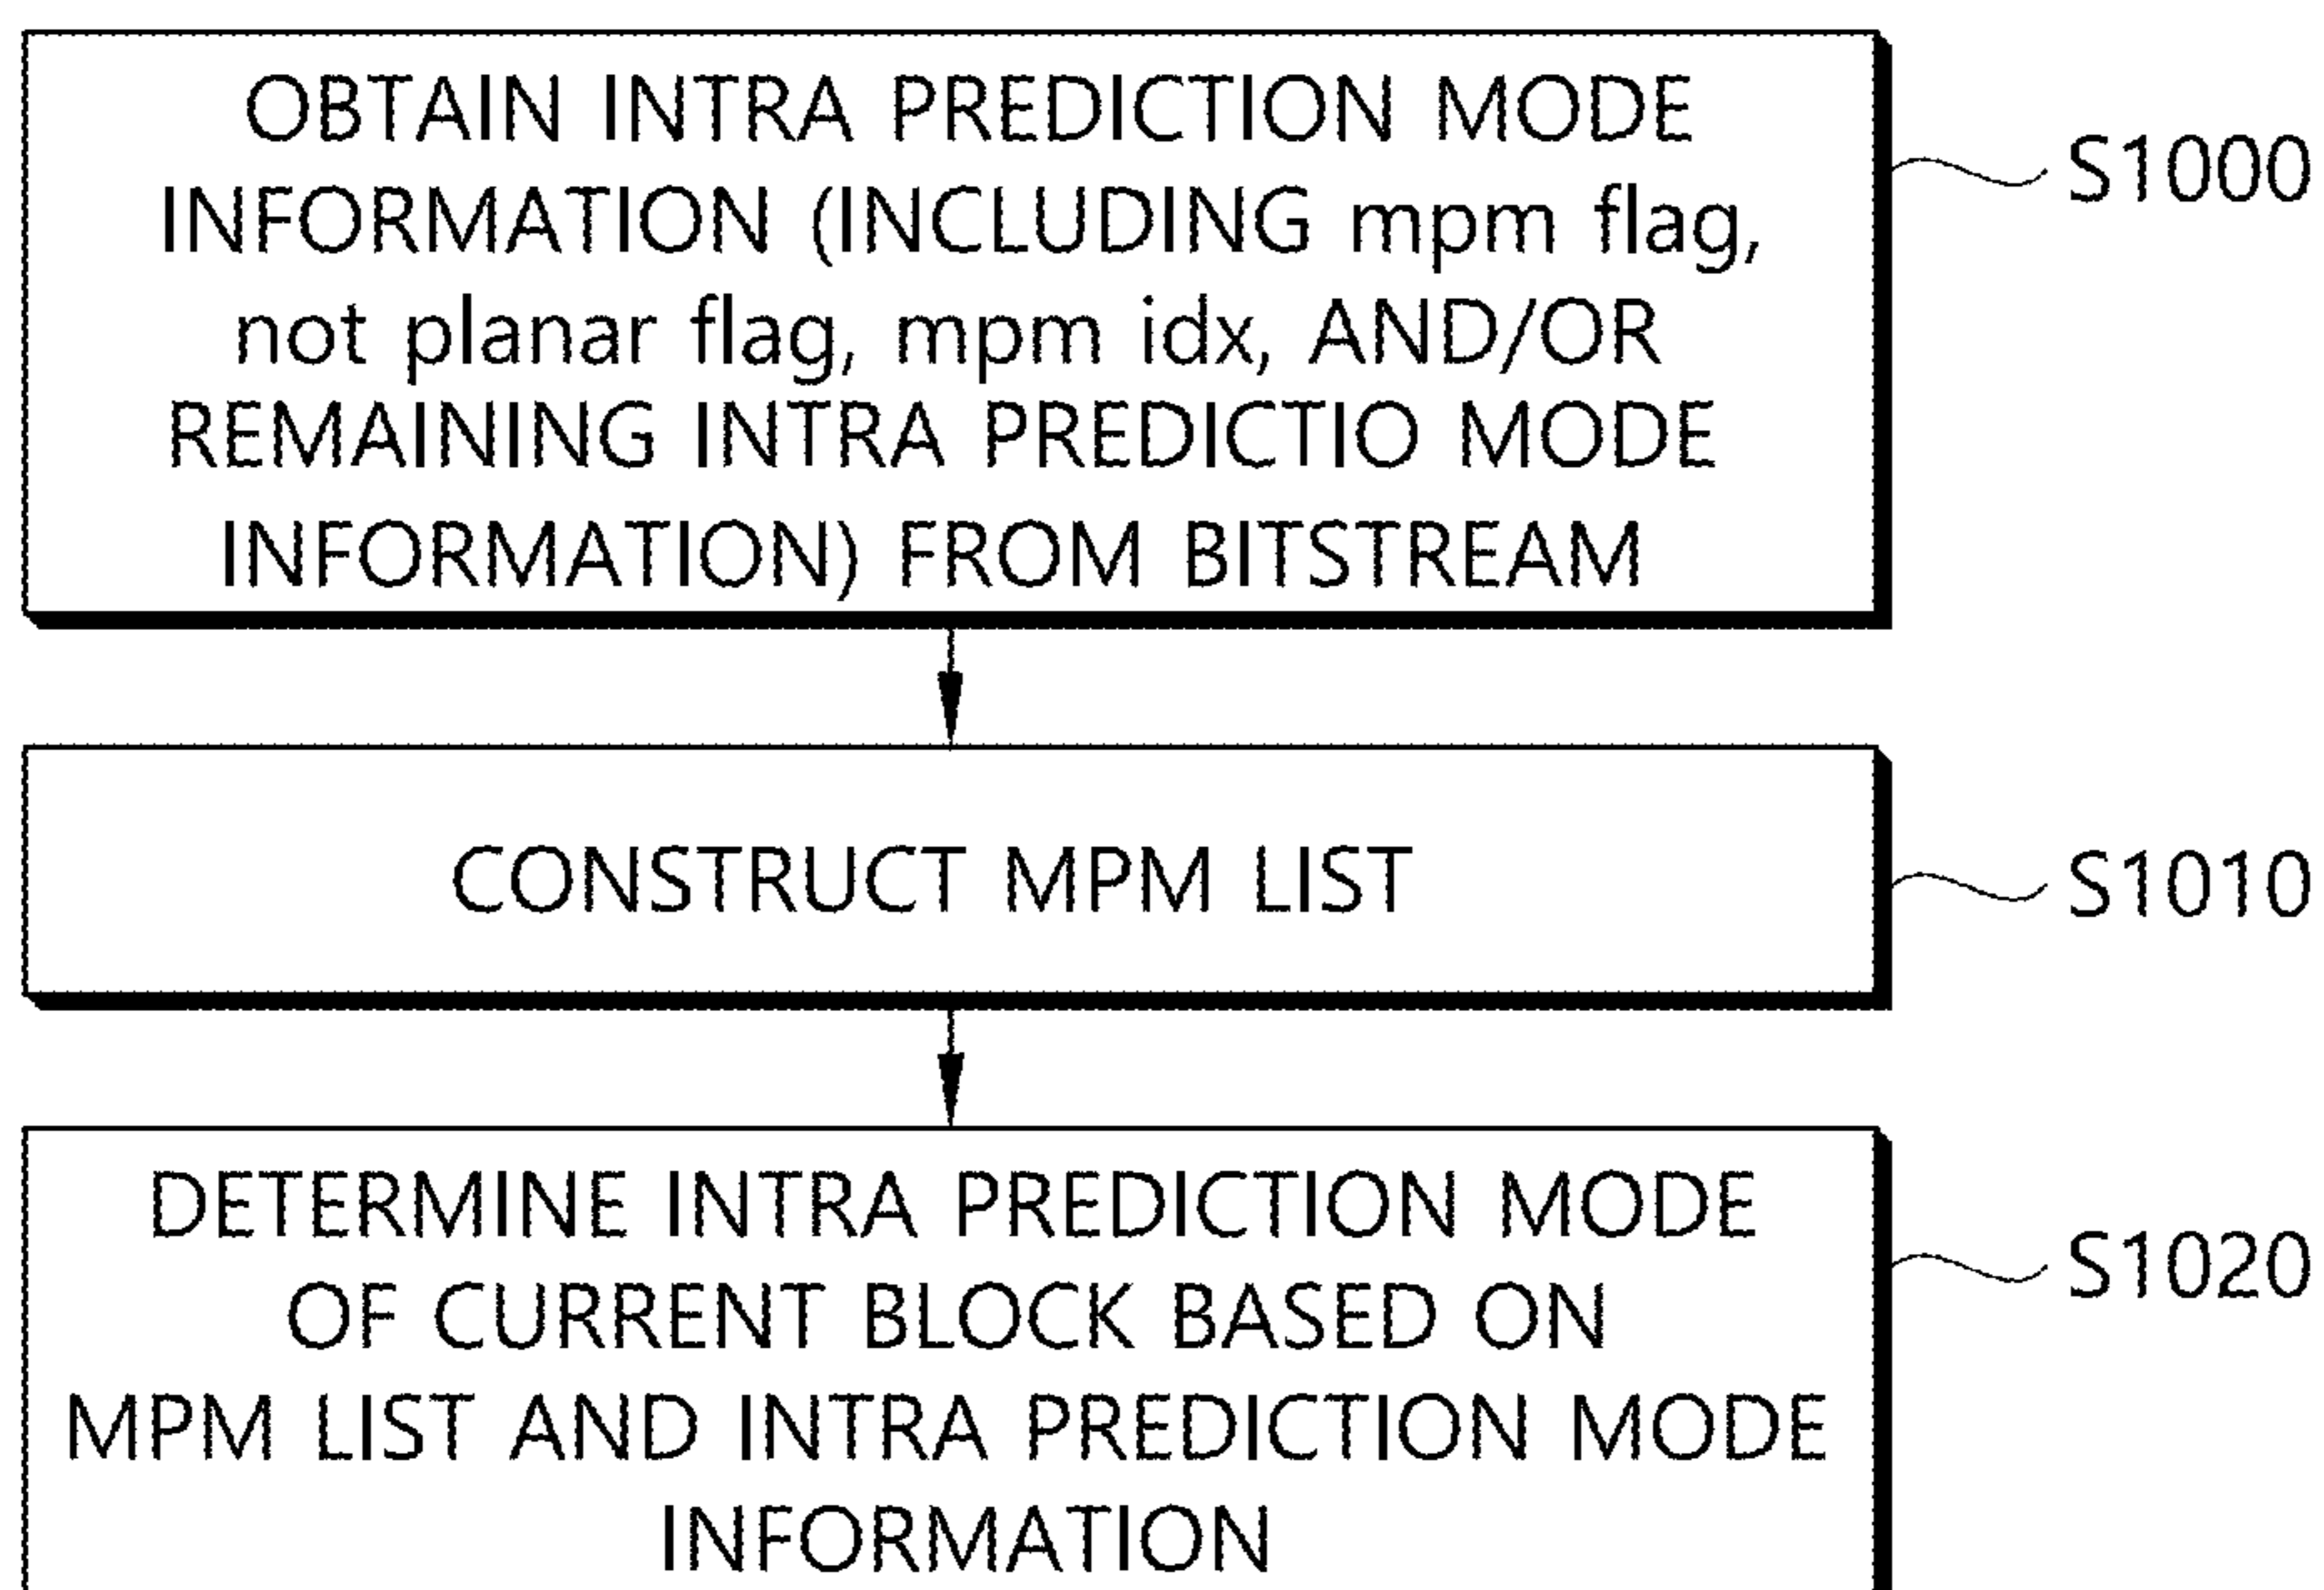 OBTAIN INTRA PREDICTION MODE
INFORMATION (INCLUDING mpm flag,
not planar flag, mpm idx, AND/OR
REMAINING INTRA PREDICTIO MODE
INFORMATION) FROM BITSTREAM
S1000
CONSTRUCT MPM LIST
S1010
DETERMINE INTRA PREDICTION MODE
OF CURRENT BLOCK BASED ON
MPM LIST AND INTRA PREDICTION MODE
INFORMATION
S1020